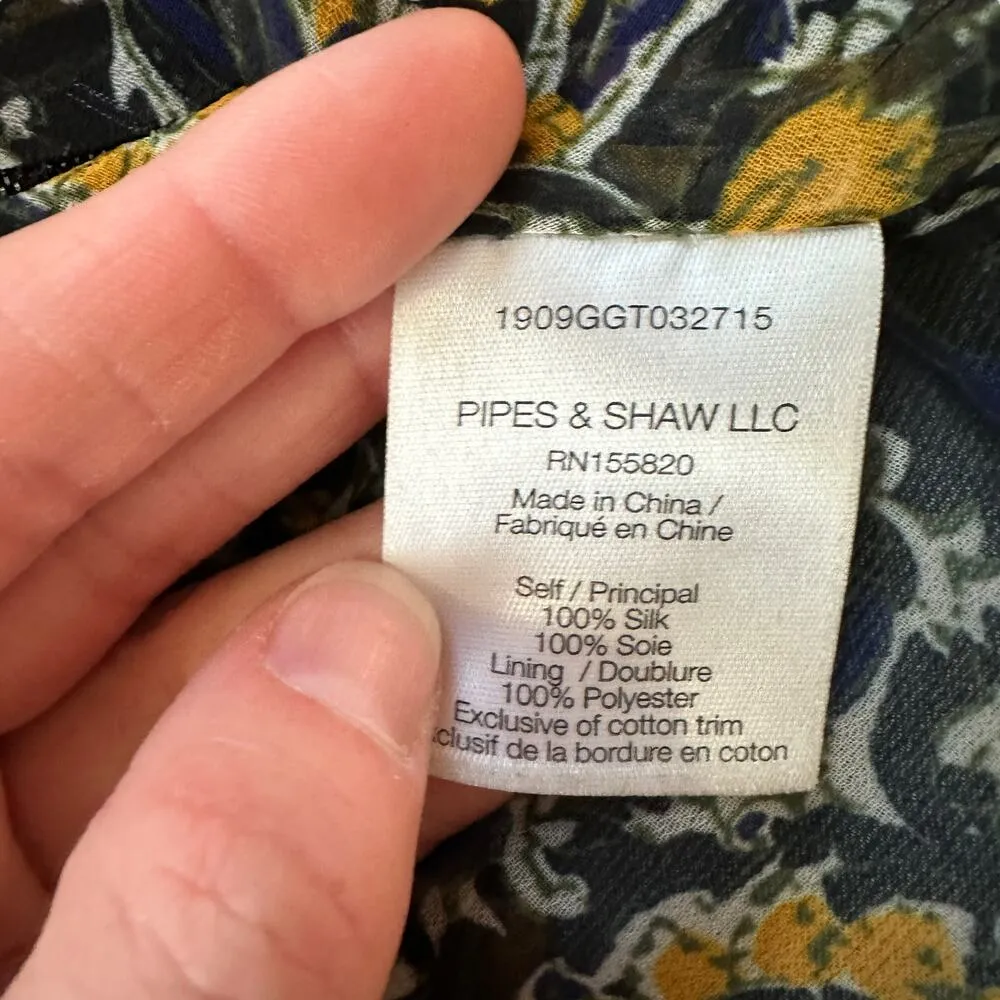 1909GGT032715
PIPES & SHAW LLC
RN155820
Made in China /
Fabriqué en Chine
Self / Principal
100% Silk
100% Soie
Lining / Doublure
100% Polyester
Exclusive of cotton trim
de la bordure en coton